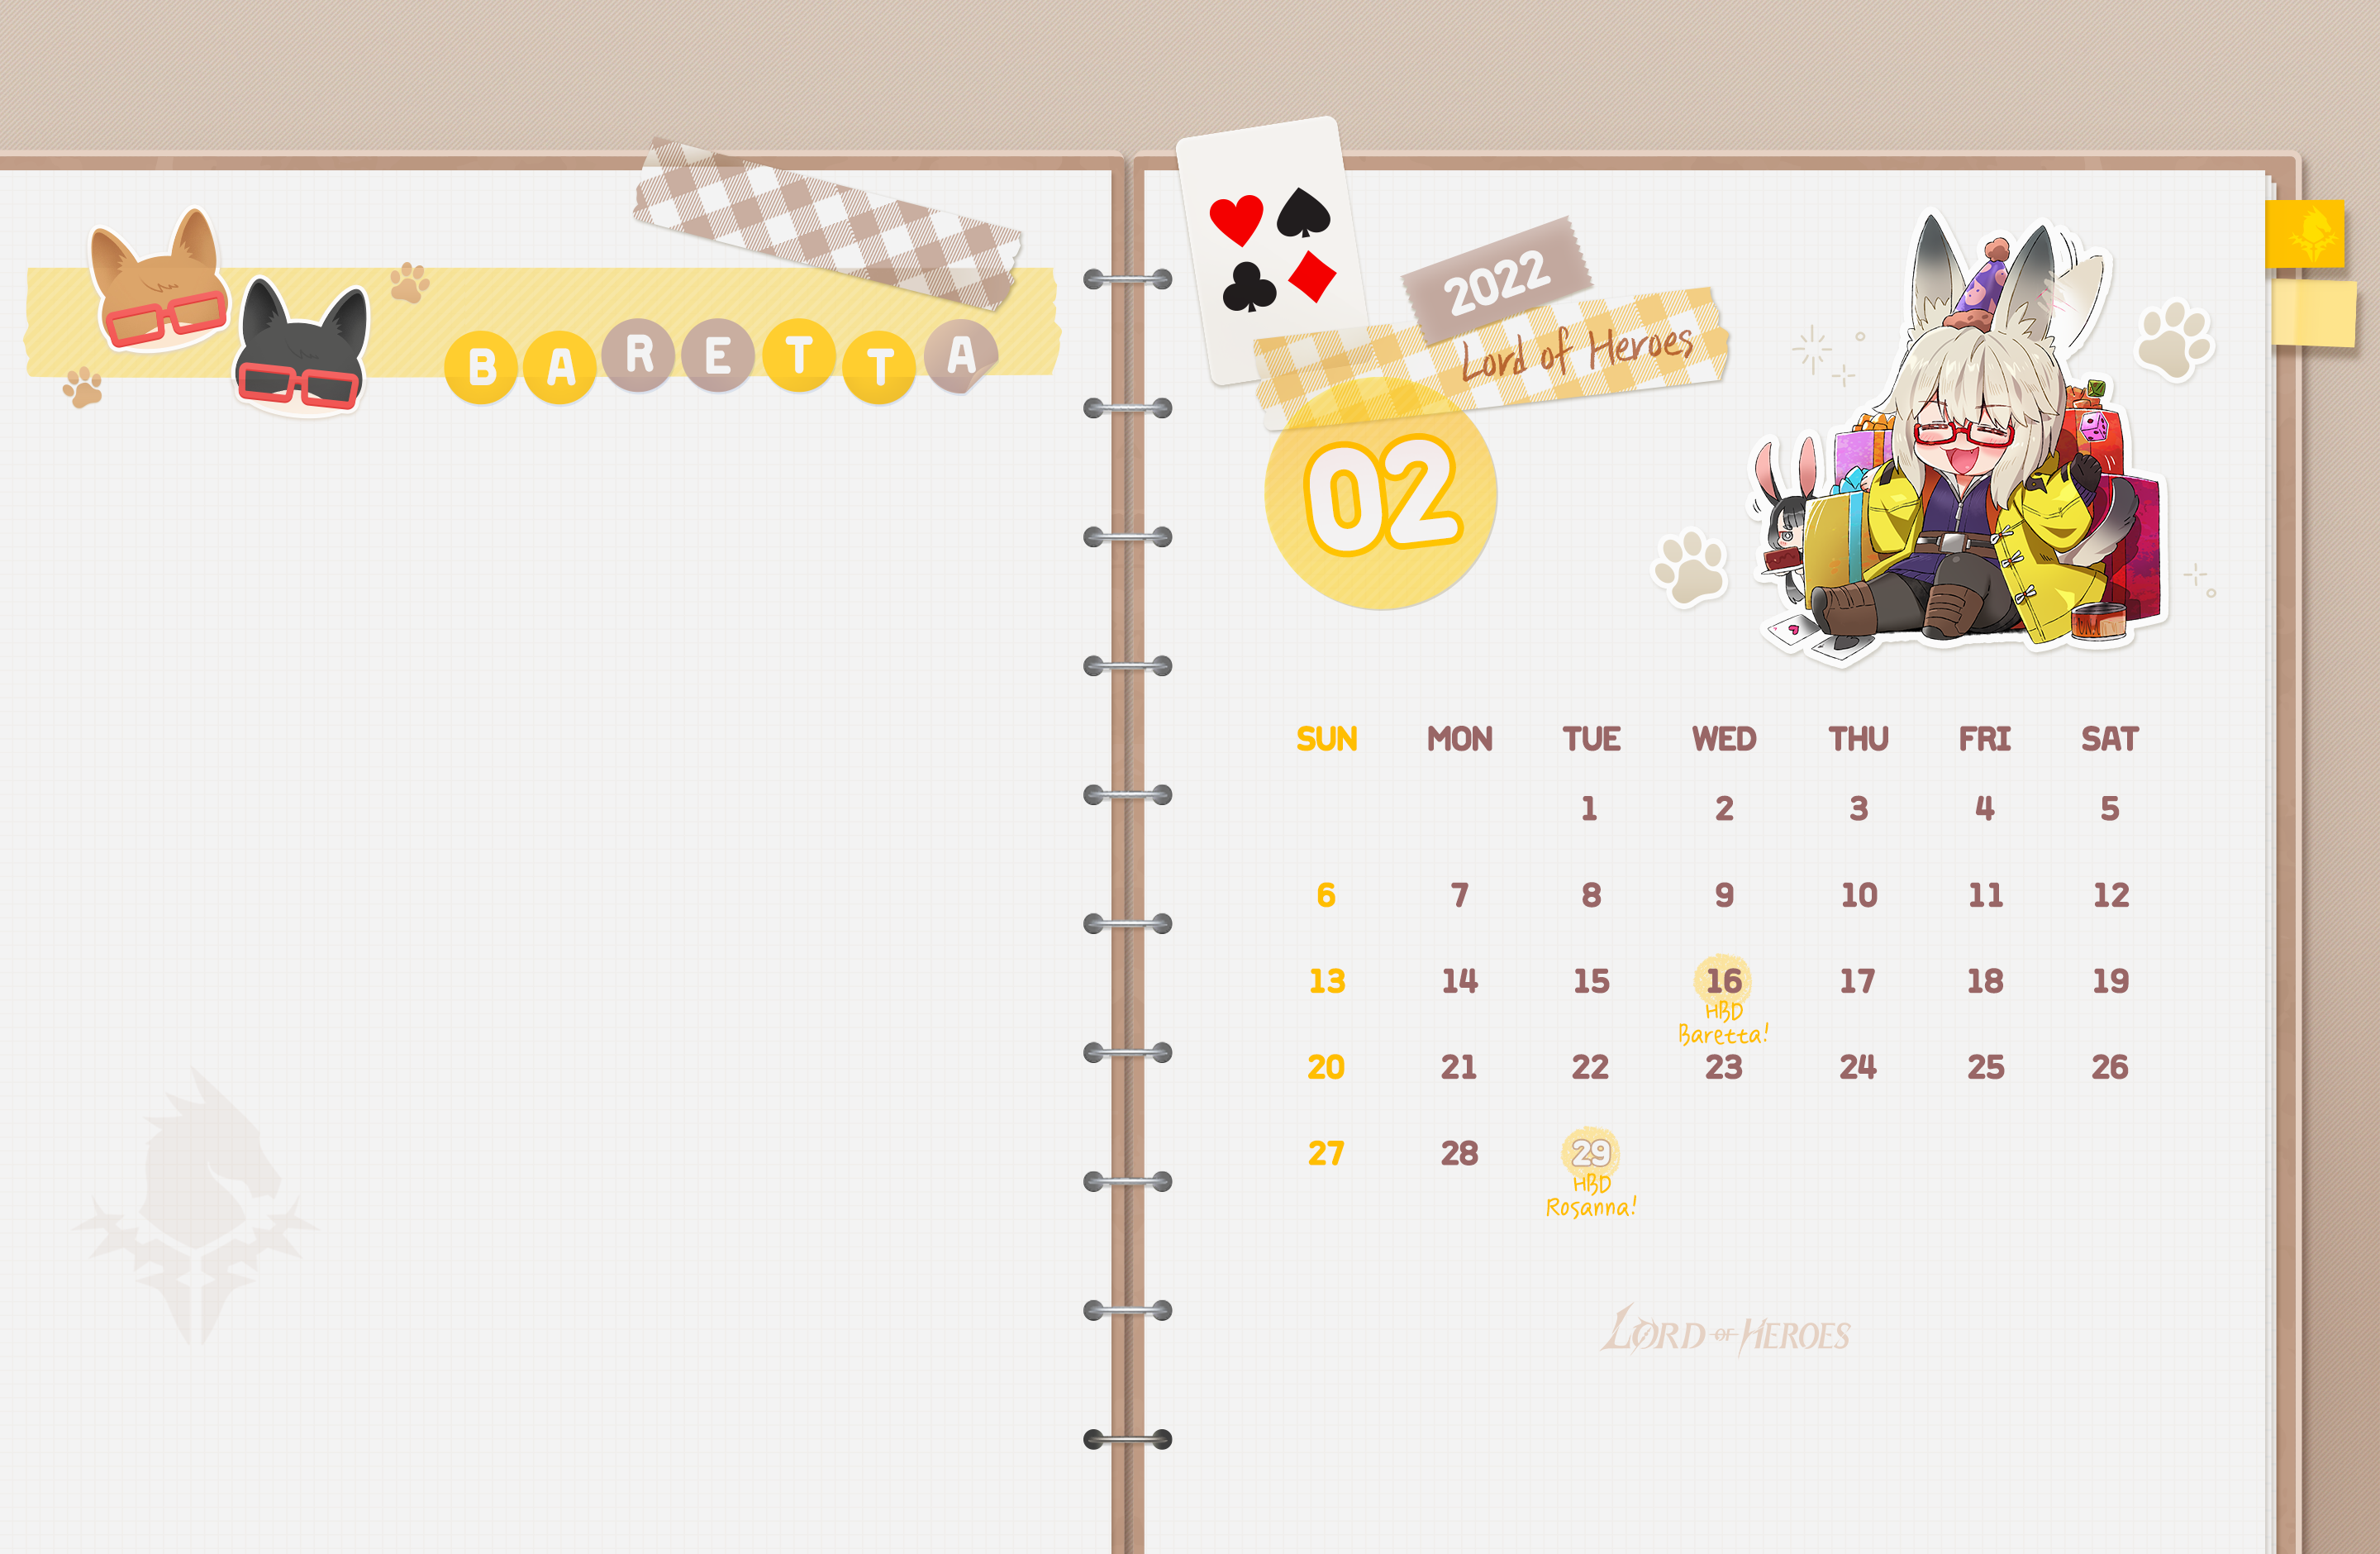 BARETTA
2022
Lord of Heroes
02
SUN MON TUE WED THU FRI SAT
1 2 3 4 5
6 7 8 9 10 11 12
13 14 15 16 17 18 19
HBD
Baretta!
20 21 22 23 24 25 26
27 28 29
HBD
Rosanna!
LORD OF HEROES